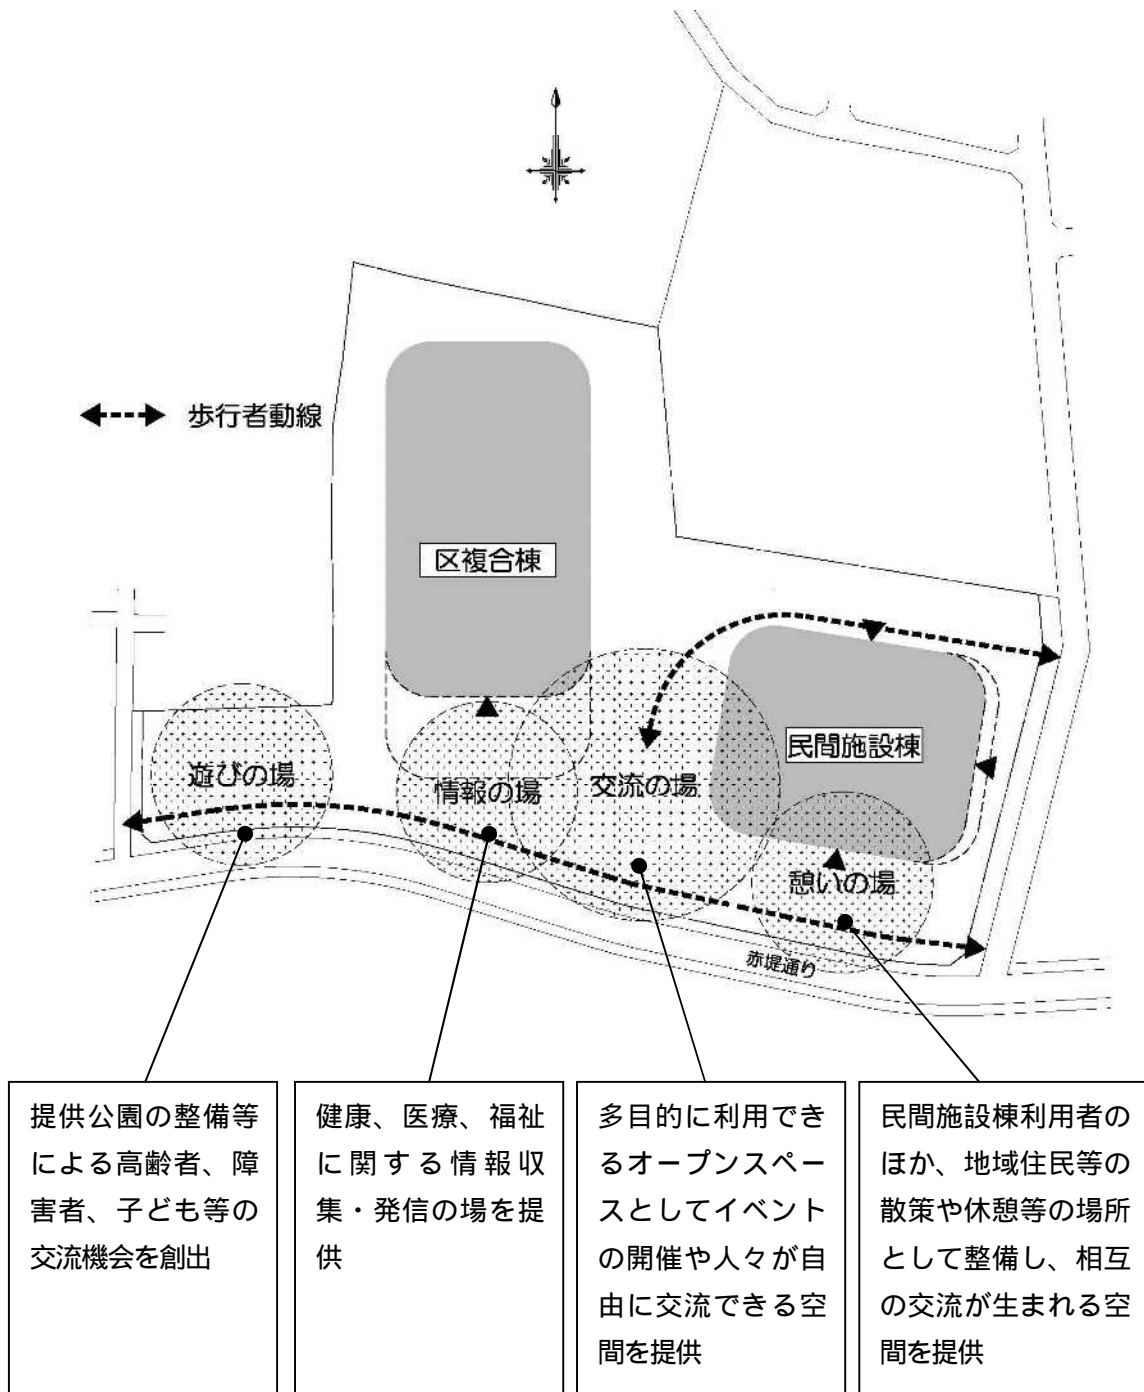 歩行者動線
区複合棟
民間施設棟
遊びの場
情報の場
交流の場
憩いの場
赤堤通り
提供公園の整備等
による高齢者、障
害者、子ども等の
交流機会を創出
健康、医療、福祉
に関する情報収
集・発信の場を提
供
多目的に利用でき
るオープンスペー
スとしてイベント
の開催や人々が自
由に交流できる空
間を提供
民間施設棟利用者の
ほか、地域住民等の
散策や休憩等の場所
として整備し、相互
の交流が生まれる空
間を提供